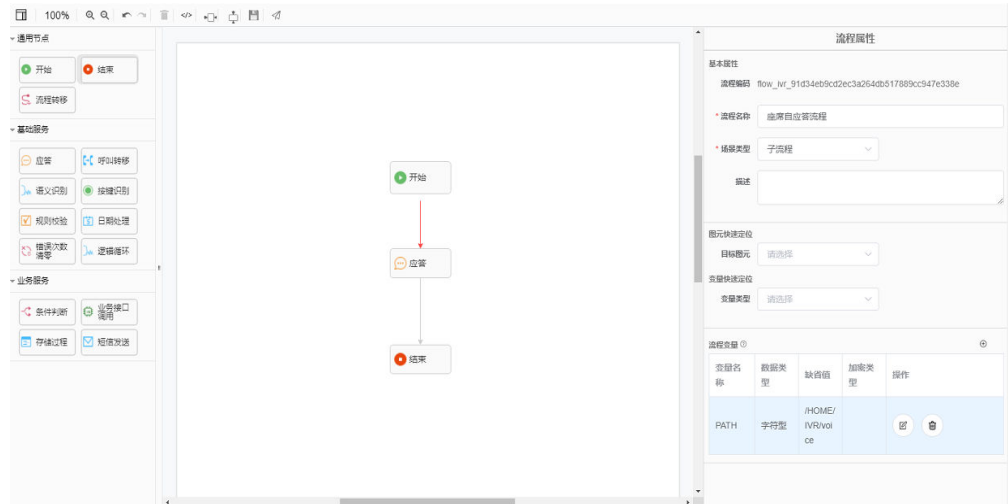 100%
通用节点
开始
结束
流程转移
基础服务
应答
呼叫转移
语义识别
按键识别
规则校验
日期处理
错误次数
清零
逻辑循环
业务服务
条件判断
业务接口
调用
存储过程
短信发送
开始
应答
结束
流程属性
基本属性
流程编码 flow_ivr_91d34eb9cd2ec3a264db517889cc947e338e
* 流程名称 座席自应答流程
* 场景类型 子流程
描述
图元快速定位
目标图元 请选择
变量快速定位
变量类型 请选择
流程变量
变量名
称
数据类
型
缺省值
加密类
型
操作
PATH
字符型
/HOME/
IVR/voi
ce